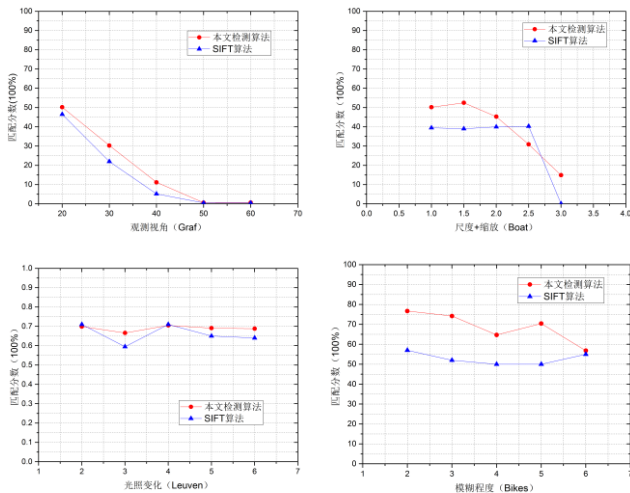 100
90
80
70
60
50
40
30
20
10
0
匹配分数(100%)
本文检测算法
SIFT算法
20 30 40 50 60 70
观测视角（Graf）
100
90
80
70
60
50
40
30
20
10
0
匹配分数（100%）
本文检测算法
SIFT算法
0.0 0.5 1.0 1.5 2.0 2.5 3.0 3.5 4.0
尺度+缩放（Boat）
1.0
0.9
0.8
0.7
0.6
0.5
0.4
0.3
0.2
0.1
0.0
匹配分数（100%）
本文检测算法
SIFT算法
1 2 3 4 5 6 7
光照变化（Leuven）
100
90
80
70
60
50
40
30
20
10
0
匹配分数（100%）
本文检测算法
SIFT算法
1 2 3 4 5 6 7
模糊程度（Bikes）